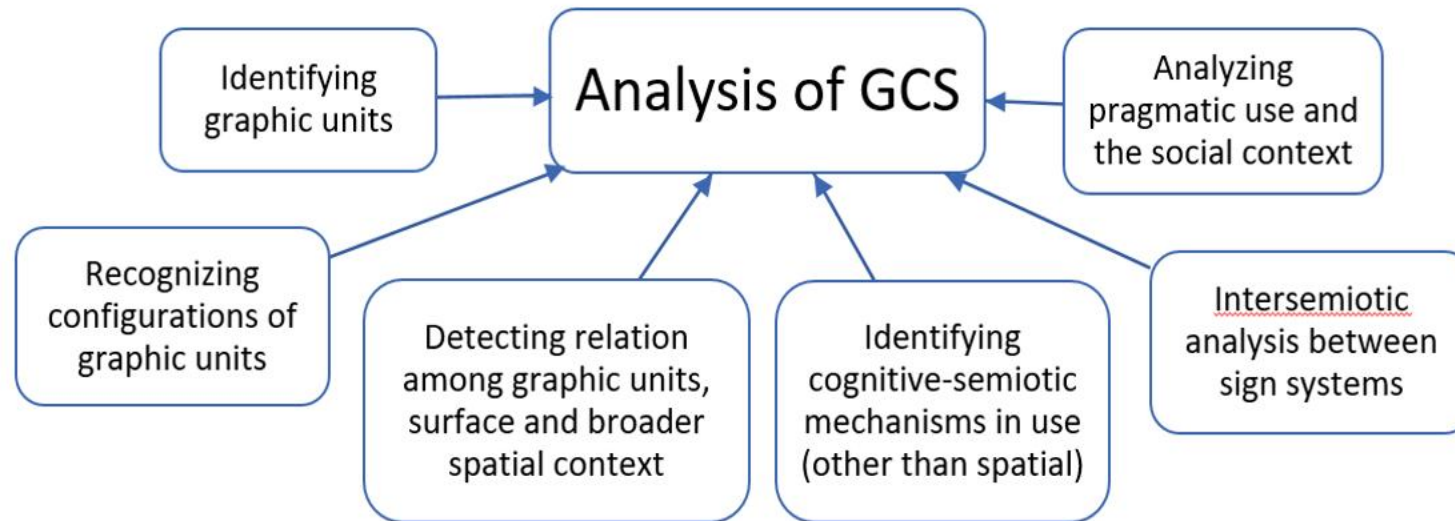 Analysis of GCS
Identifying
graphic units
Recognizing
configurations of
graphic units
Detecting relation
among graphic units,
surface and broader
spatial context
Identifying
cognitive-semiotic
mechanisms in use
(other than spatial)
Intersemiotic
analysis between
sign systems
Analyzing
pragmatic use and
the social context